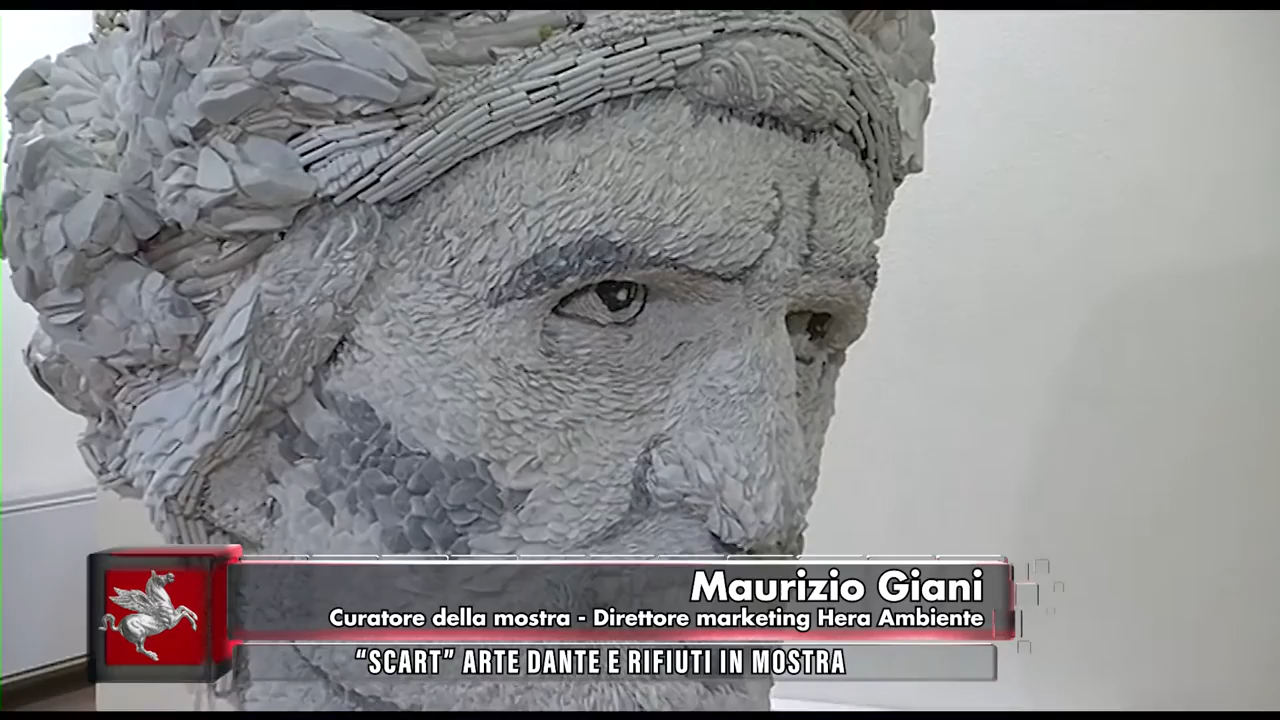 Maurizio Giani
Curatore della mostra - Direttore marketing Hera Ambiente
“SCART” ARTE DANTE E RIFIUTI IN MOSTRA